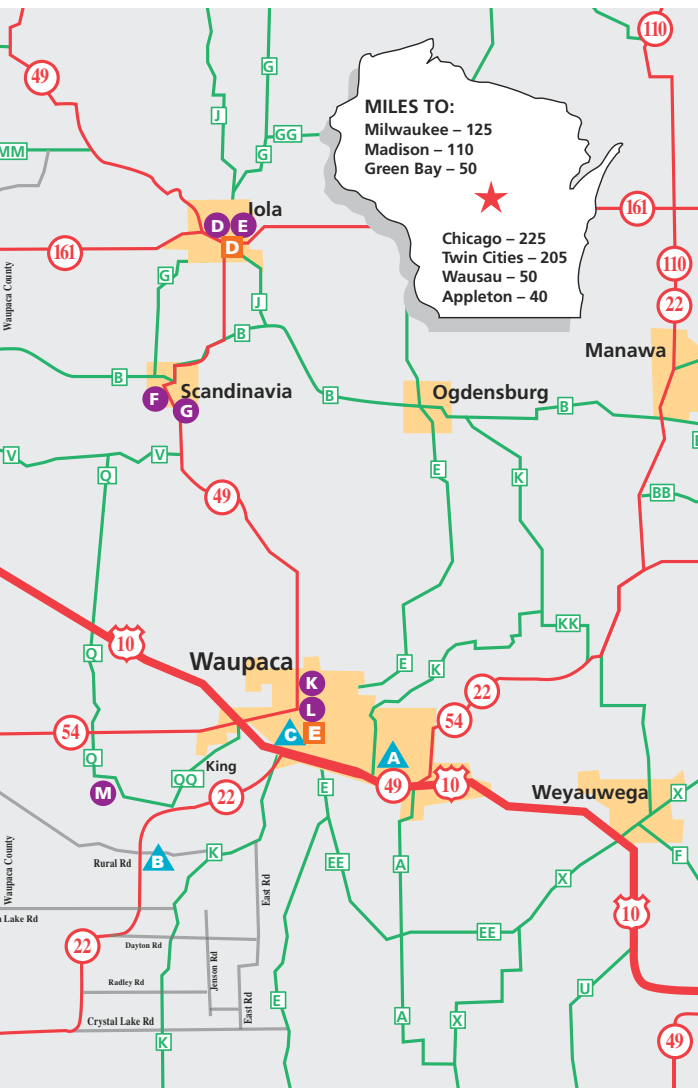 110
49
G
MILES TO:
Milwaukee – 125
Madison – 110
Green Bay – 50
J
GG
MM
G
Iola
161
D E
D
Chicago – 225
Twin Cities – 205
Wausau – 50
Appleton – 40
161
110
G
J
22
Waupaca County
B
Manawa
B
Scandinavia
B
Ogdensburg
B
F
G
V
V
Q
E
K
BB
49
KK
10
Q
Waupaca
E
K
K
22
L
54
54
C E
A
Q
King
QQ
49
10
M
22
E
Weyauwega
X
Waupaca County
Rural Rd
B
K
EE
A
F
X
East Rd
Lake Rd
10
22
Dayton Rd
EE
Radley Rd
Jenson Rd
East Rd
E
U
A
X
Crystal Lake Rd
K
49